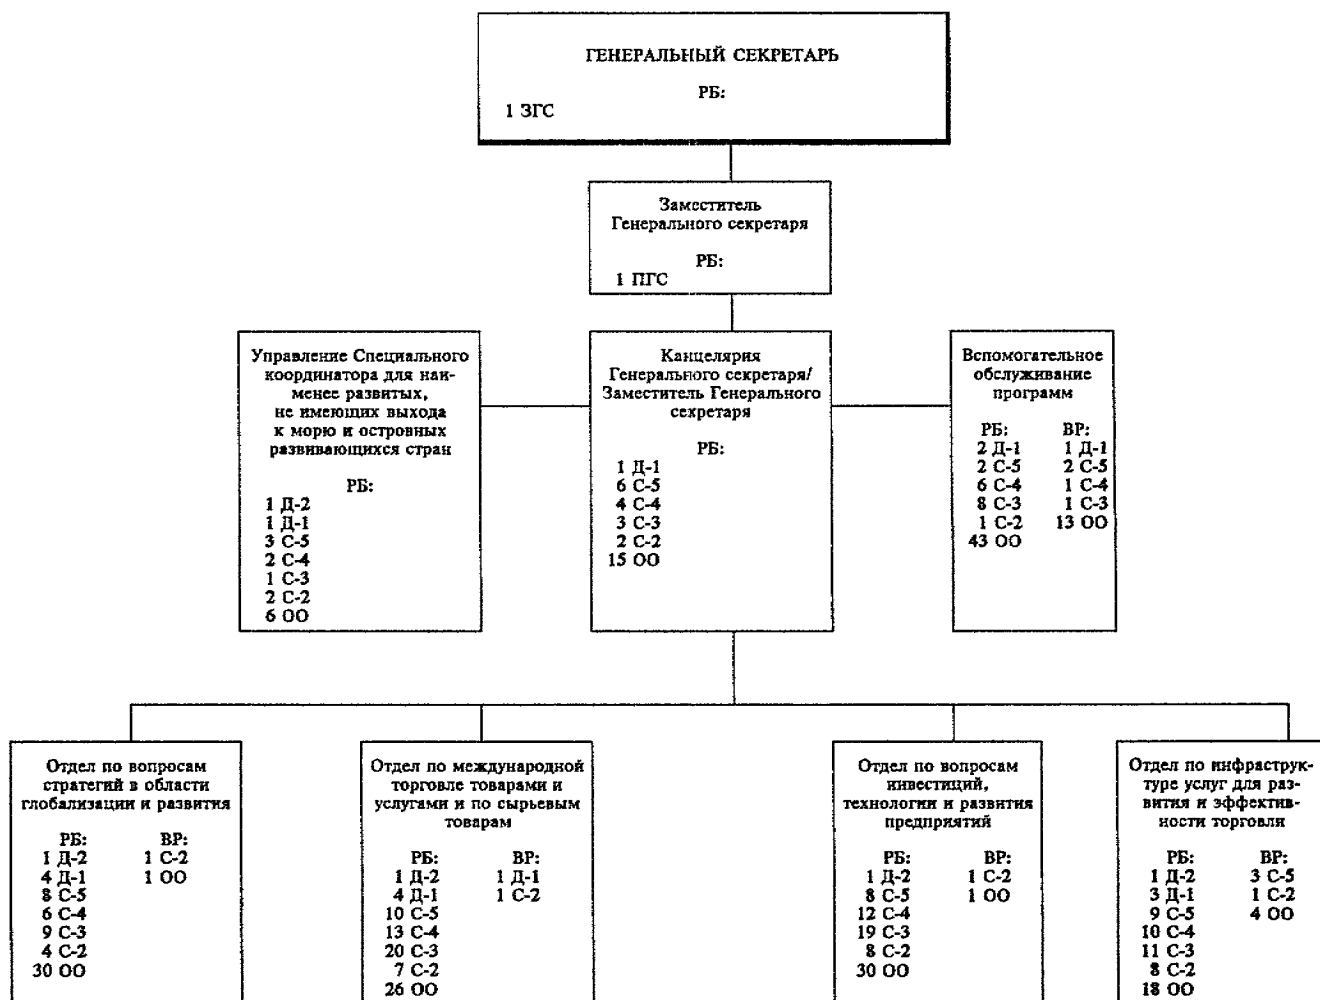 ГЕНЕРАЛЬНЫЙ СЕКРЕТАРЬ
РБ:
1 ЗГС
Заместитель
Генерального секретаря
РБ:
1 ПГС
Управление Специального
координатора для наи-
менее развитых,
не имеющих выхода
к морю и островных
развивающихся стран
РБ:
1 Д-2
1 Д-1
3 С-5
2 С-4
1 С-3
2 С-2
6 ОО
Канцелярия
Генерального секретаря/
Заместитель Генерального
секретаря
РБ:
1 Д-1
6 С-5
4 С-4
3 С-3
2 С-2
15 ОО
Вспомогательное
обслуживание
программ
РБ: ВР:
2 Д-1 1 Д-1
2 С-5 2 С-5
6 С-4 1 С-4
8 С-3 1 С-3
1 С-2 13 ОО
43 ОО
Отдел по вопросам
стратегий в области
глобализации и развития
РБ: ВР:
1 Д-2 1 С-2
4 Д-1 1 ОО
8 С-5
6 С-4
9 С-3
4 С-2
30 ОО
Отдел по международной
торговле товарами и
услугами и по сырьевым
товарам
РБ: ВР:
1 Д-2 1 Д-1
4 Д-1 1 С-2
10 С-5
13 С-4
20 С-3
7 С-2
26 ОО
Отдел по вопросам
инвестиций,
технологии и развития
предприятий
РБ: ВР:
1 Д-2 1 С-2
8 С-5 1 ОО
12 С-4
19 С-3
8 С-2
30 ОО
Отдел по инфраструк-
туре услуг для раз-
вития и эффектив-
ности торговли
РБ: ВР:
1 Д-2 3 С-5
3 Д-1 1 С-2
9 С-5 4 ОО
10 С-4
11 С-3
8 С-2
18 ОО